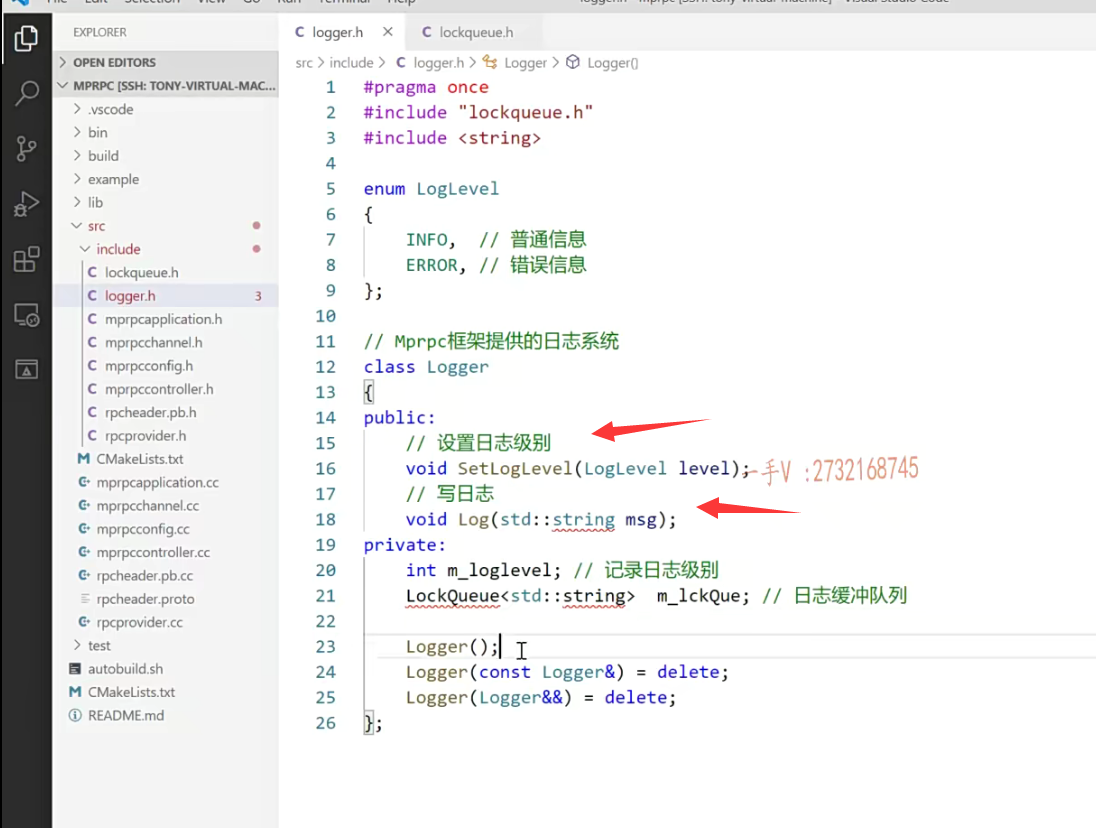 EXPLORER
OPEN EDITORS
MPRPC [SSH: TONY-VIRTUAL-MAC...
.vscode
bin
build
example
lib
src
include
lockqueue.h
logger.h 3
mprpcapplication.h
mprpcchannel.h
mprpcconfig.h
mprpccontroller.h
rpcheader.pb.h
rpcprovider.h
CMakeLists.txt
mprpcapplication.cc
mprpcchannel.cc
mprpcconfig.cc
mprpccontroller.cc
rpcheader.pb.cc
rpcheader.proto
rpcprovider.cc
test
autobuild.sh
CMakeLists.txt
README.md
logger.h lockqueue.h
src > include > logger.h > Logger > Logger()
1 #pragma once
2 #include "lockqueue.h"
3 #include <string>
4
5 enum LogLevel
6 {
7 INFO, // 普通信息
8 ERROR, // 错误信息
9 };
10
11 // Mprpc框架提供的日志系统
12 class Logger
13 {
14 public:
15 // 设置日志级别
16 void SetLogLevel(LogLevel level); 一手V :2732168745
17 // 写日志
18 void Log(std::string msg);
19 private:
20 int m_loglevel; // 记录日志级别
21 LockQueue<std::string> m_lckQue; // 日志缓冲队列
22
23 Logger();
24 Logger(const Logger&) = delete;
25 Logger(Logger&&) = delete;
26 };